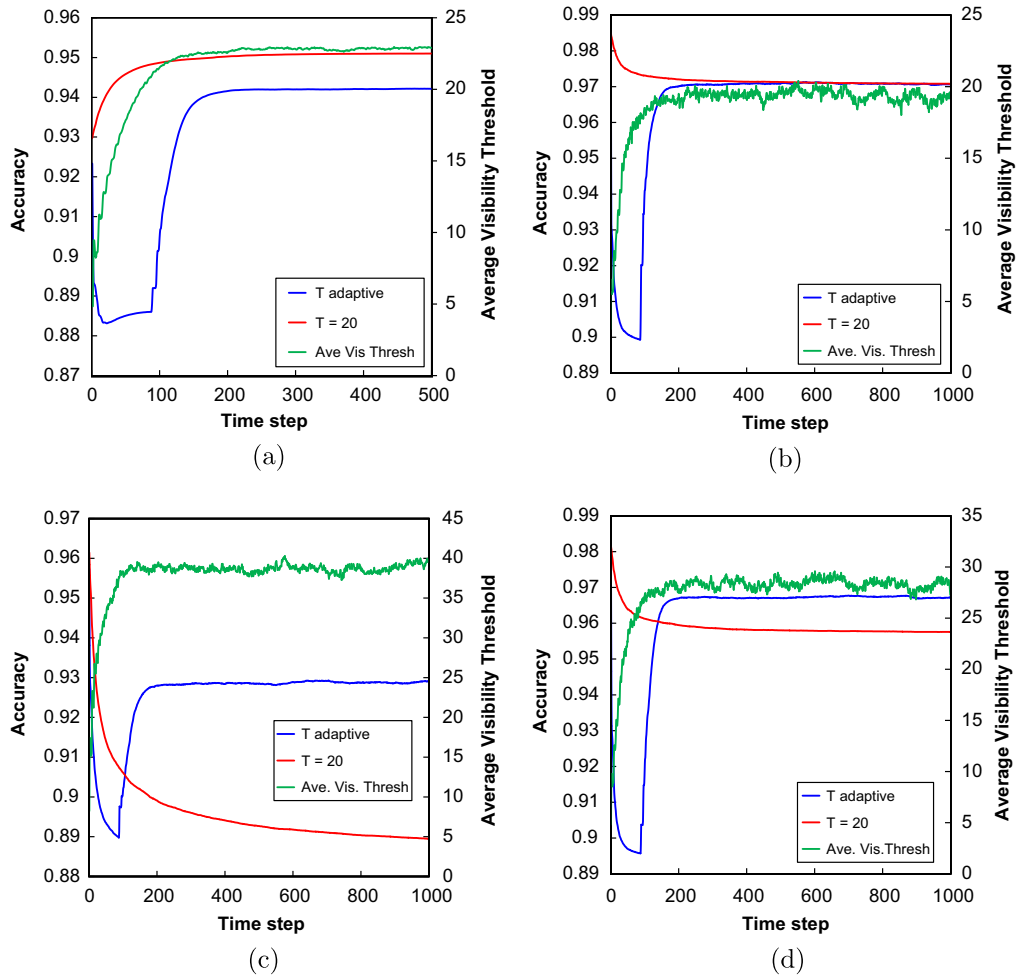 0.96
0.95
0.94
0.93
0.92
0.91
0.9
0.89
0.88
0.87
Accuracy
25
20
15
10
5
0
Average Visibility Threshold
T adaptive
T = 20
Ave Vis Thresh
0 100 200 300 400 500
Time step
(a)
0.99
0.98
0.97
0.96
0.95
0.94
0.93
0.92
0.91
0.9
0.89
Accuracy
25
20
15
10
5
0
Average Visibility Threshold
T adaptive
T = 20
Ave. Vis. Thresh
0 200 400 600 800 1000
Time step
(b)
0.97
0.96
0.95
0.94
0.93
0.92
0.91
0.9
0.89
0.88
Accuracy
45
40
35
30
25
20
15
10
5
0
Average Visibility Threshold
T adaptive
T = 20
Ave. Vis. Thresh
0 200 400 600 800 1000
Time step
(c)
0.99
0.98
0.97
0.96
0.95
0.94
0.93
0.92
0.91
0.9
0.89
Accuracy
35
30
25
20
15
10
5
0
Average Visibility Threshold
T adaptive
T = 20
Ave. Vis.Thresh
0 200 400 600 800 1000
Time step
(d)